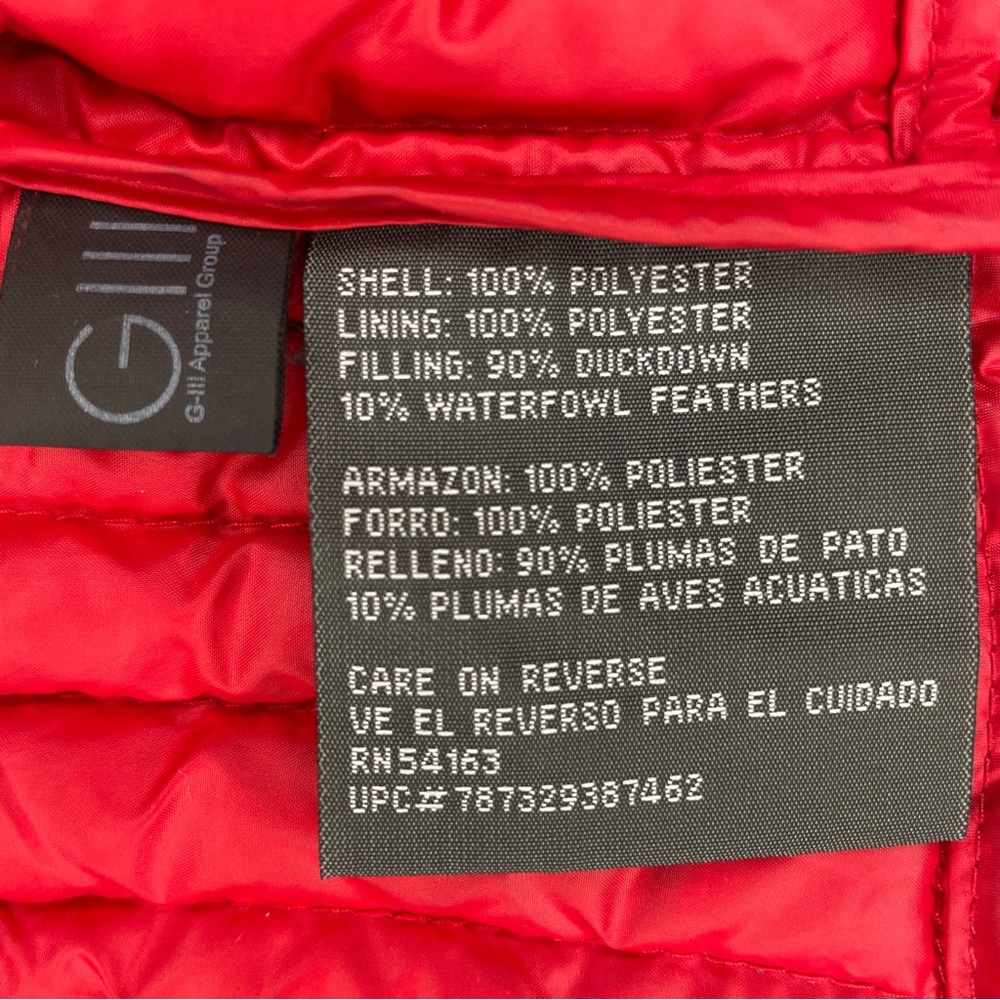 GIII
G-III Apparel Group
SHELL: 100% POLYESTER
LINING: 100% POLYESTER
FILLING: 90% DUCKDOWN
10% WATERFOWL FEATHERS
ARMAZON: 100% POLIESTER
FORRO: 100% POLIESTER
RELLENO: 90% PLUMAS DE PATO
10% PLUMAS DE AVES ACUATICAS
CARE ON REVERSE
VE EL REVERSO PARA EL CUIDADO
RN54163
UPC# 787329387462